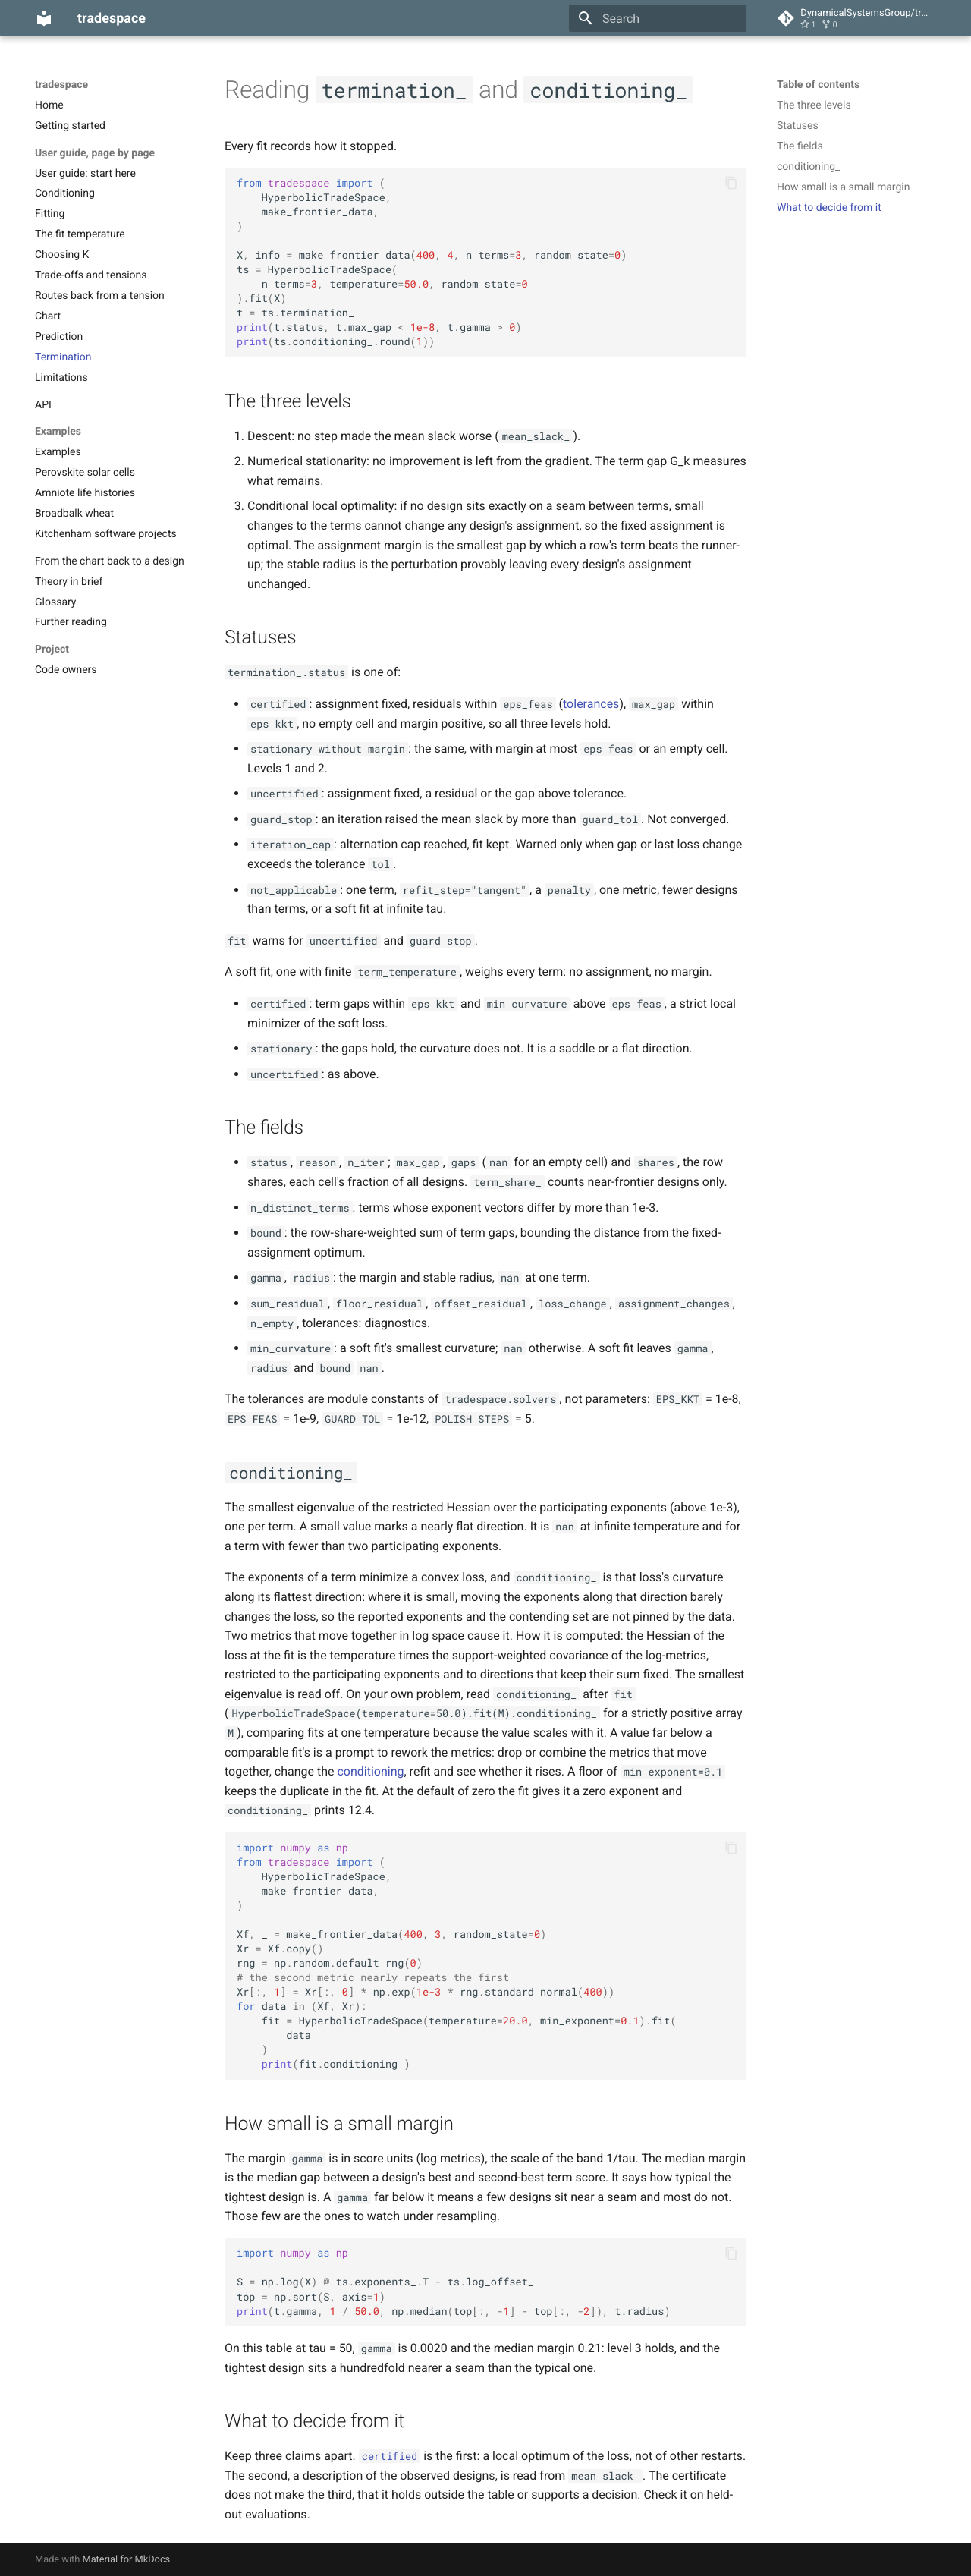 tradespace
Search
DynamicalSystemsGroup/tr...
1 0
tradespace
Home
Getting started
User guide, page by page
User guide: start here
Conditioning
Fitting
The fit temperature
Choosing K
Trade-offs and tensions
Routes back from a tension
Chart
Prediction
Termination
Limitations
API
Examples
Examples
Perovskite solar cells
Amniote life histories
Broadbalk wheat
Kitchenham software projects
From the chart back to a design
Theory in brief
Glossary
Further reading
Project
Code owners
Reading termination_ and conditioning_
Every fit records how it stopped.
from tradespace import (
    HyperbolicTradeSpace,
    make_frontier_data,
)
X, info = make_frontier_data(400, 4, n_terms=3, random_state=0)
ts = HyperbolicTradeSpace(
    n_terms=3, temperature=50.0, random_state=0
).fit(X)
t = ts.termination_
print(t.status, t.max_gap < 1e-8, t.gamma > 0)
print(ts.conditioning_.round(1))
The three levels
1. Descent: no step made the mean slack worse (mean_slack_).
2. Numerical stationarity: no improvement is left from the gradient. The term gap G_k measures
what remains.
3. Conditional local optimality: if no design sits exactly on a seam between terms, small
changes to the terms cannot change any design's assignment, so the fixed assignment is
optimal. The assignment margin is the smallest gap by which a row's term beats the runner-
up; the stable radius is the perturbation provably leaving every design's assignment
unchanged.
Statuses
termination_.status is one of:
• certified: assignment fixed, residuals within eps_feas (tolerances), max_gap within
eps_kkt, no empty cell and margin positive, so all three levels hold.
• stationary_without_margin: the same, with margin at most eps_feas or an empty cell.
Levels 1 and 2.
• uncertified: assignment fixed, a residual or the gap above tolerance.
• guard_stop: an iteration raised the mean slack by more than guard_tol. Not converged.
• iteration_cap: alternation cap reached, fit kept. Warned only when gap or last loss change
exceeds the tolerance tol.
• not_applicable: one term, refit_step="tangent", a penalty, one metric, fewer designs
than terms, or a soft fit at infinite tau.
fit warns for uncertified and guard_stop.
A soft fit, one with finite term_temperature, weighs every term: no assignment, no margin.
• certified: term gaps within eps_kkt and min_curvature above eps_feas, a strict local
minimizer of the soft loss.
• stationary: the gaps hold, the curvature does not. It is a saddle or a flat direction.
• uncertified: as above.
The fields
• status, reason, n_iter; max_gap, gaps (nan for an empty cell) and shares, the row
shares, each cell's fraction of all designs. term_share_ counts near-frontier designs only.
• n_distinct_terms: terms whose exponent vectors differ by more than 1e-3.
• bound: the row-share-weighted sum of term gaps, bounding the distance from the fixed-
assignment optimum.
• gamma, radius: the margin and stable radius, nan at one term.
• sum_residual, floor_residual, offset_residual, loss_change, assignment_changes,
n_empty, tolerances: diagnostics.
• min_curvature: a soft fit's smallest curvature; nan otherwise. A soft fit leaves gamma,
radius and bound nan.
The tolerances are module constants of tradespace.solvers, not parameters: EPS_KKT = 1e-8,
EPS_FEAS = 1e-9, GUARD_TOL = 1e-12, POLISH_STEPS = 5.
conditioning_
The smallest eigenvalue of the restricted Hessian over the participating exponents (above 1e-3),
one per term. A small value marks a nearly flat direction. It is nan at infinite temperature and for
a term with fewer than two participating exponents.
The exponents of a term minimize a convex loss, and conditioning_ is that loss's curvature
along its flattest direction: where it is small, moving the exponents along that direction barely
changes the loss, so the reported exponents and the contending set are not pinned by the data.
Two metrics that move together in log space cause it. How it is computed: the Hessian of the
loss at the fit is the temperature times the support-weighted covariance of the log-metrics,
restricted to the participating exponents and to directions that keep their sum fixed. The smallest
eigenvalue is read off. On your own problem, read conditioning_ after fit
(HyperbolicTradeSpace(temperature=50.0).fit(M).conditioning_ for a strictly positive array
M), comparing fits at one temperature because the value scales with it. A value far below a
comparable fit's is a prompt to rework the metrics: drop or combine the metrics that move
together, change the conditioning, refit and see whether it rises. A floor of min_exponent=0.1
keeps the duplicate in the fit. At the default of zero the fit gives it a zero exponent and
conditioning_ prints 12.4.
import numpy as np
from tradespace import (
    HyperbolicTradeSpace,
    make_frontier_data,
)
Xf, _ = make_frontier_data(400, 3, random_state=0)
Xr = Xf.copy()
rng = np.random.default_rng(0)
# the second metric nearly repeats the first
Xr[:, 1] = Xr[:, 0] * np.exp(1e-3 * rng.standard_normal(400))
for data in (Xf, Xr):
    fit = HyperbolicTradeSpace(temperature=20.0, min_exponent=0.1).fit(
        data
    )
    print(fit.conditioning_)
How small is a small margin
The margin gamma is in score units (log metrics), the scale of the band 1/tau. The median margin
is the median gap between a design's best and second-best term score. It says how typical the
tightest design is. A gamma far below it means a few designs sit near a seam and most do not.
Those few are the ones to watch under resampling.
import numpy as np
S = np.log(X) @ ts.exponents_.T - ts.log_offset_
top = np.sort(S, axis=1)
print(t.gamma, 1 / 50.0, np.median(top[:, -1] - top[:, -2]), t.radius)
On this table at tau = 50, gamma is 0.0020 and the median margin 0.21: level 3 holds, and the
tightest design sits a hundredfold nearer a seam than the typical one.
What to decide from it
Keep three claims apart. certified is the first: a local optimum of the loss, not of other restarts.
The second, a description of the observed designs, is read from mean_slack_. The certificate
does not make the third, that it holds outside the table or supports a decision. Check it on held-
out evaluations.
Table of contents
The three levels
Statuses
The fields
conditioning_
How small is a small margin
What to decide from it
Made with Material for MkDocs